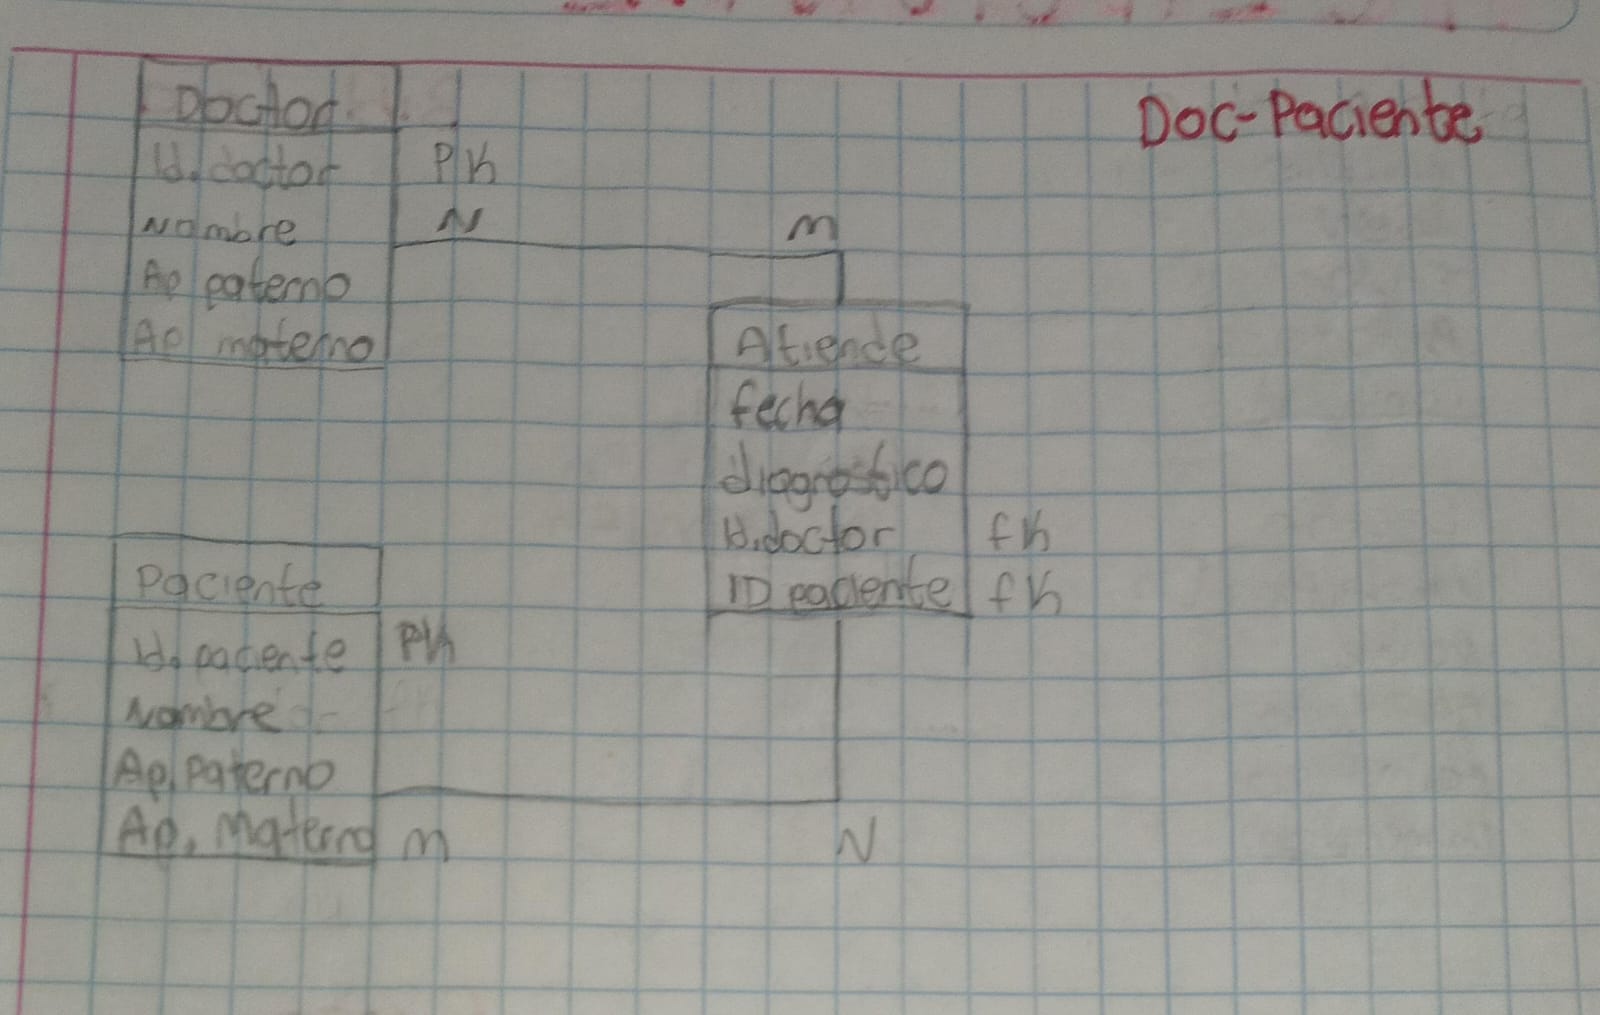 Doc-Paciente
Doctor
Id. doctor PK
Nombre N M
Ap paterno
Ap materno
Atiende
fecha
diagnostico
Id. doctor fk
ID paciente fk
Paciente
Id. paciente PK
Nombre
Ap. Paterno
Ap. Materno M N